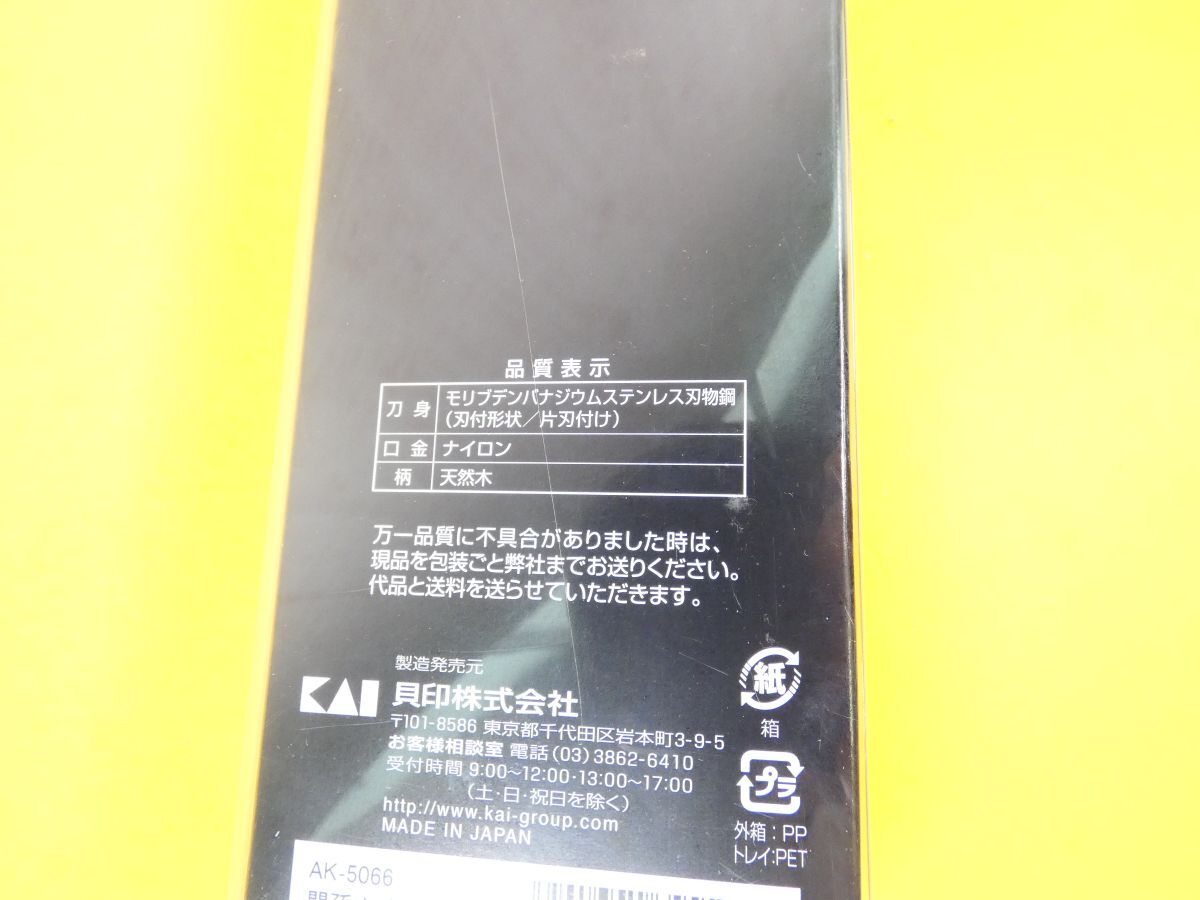 品質表示
刀身 モリブデンバナジウムステンレス刃物鋼
(刃付形状／片刃付け)
口金 ナイロン
柄 天然木
万一品質に不具合がありました時は、
現品を包装ごと弊社までお送りください。
代品と送料を送らせていただきます。
製造発売元
KAI 貝印株式会社
〒101-8586 東京都千代田区岩本町3-9-5
お客様相談室 電話(03)3862-6410
受付時間 9:00〜12:00・13:00〜17:00
(土・日・祝日を除く)
http://www.kai-group.com
MADE IN JAPAN
紙
箱
プラ
外箱：PP
トレイ:PET
AK-5066